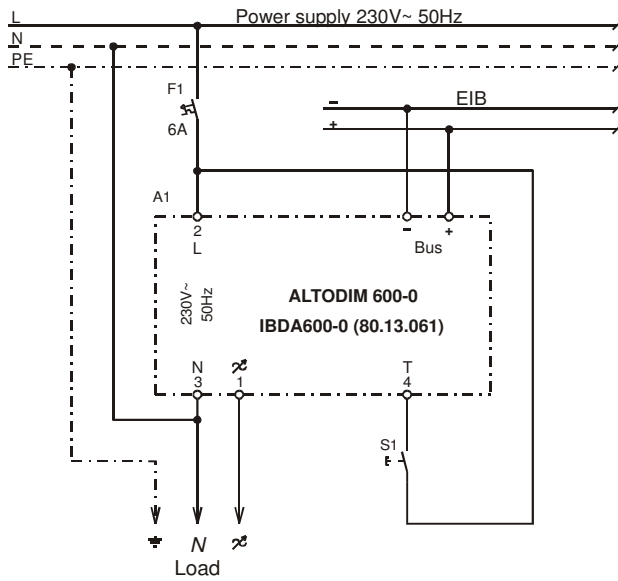 L Power supply 230V~ 50Hz
N
PE
F1
6A
- EIB
+
A1
2 - +
L Bus
230V~
50Hz
ALTODIM 600-0
IBDA600-0 (80.13.061)
N T
3 1 4
S1
N
Load